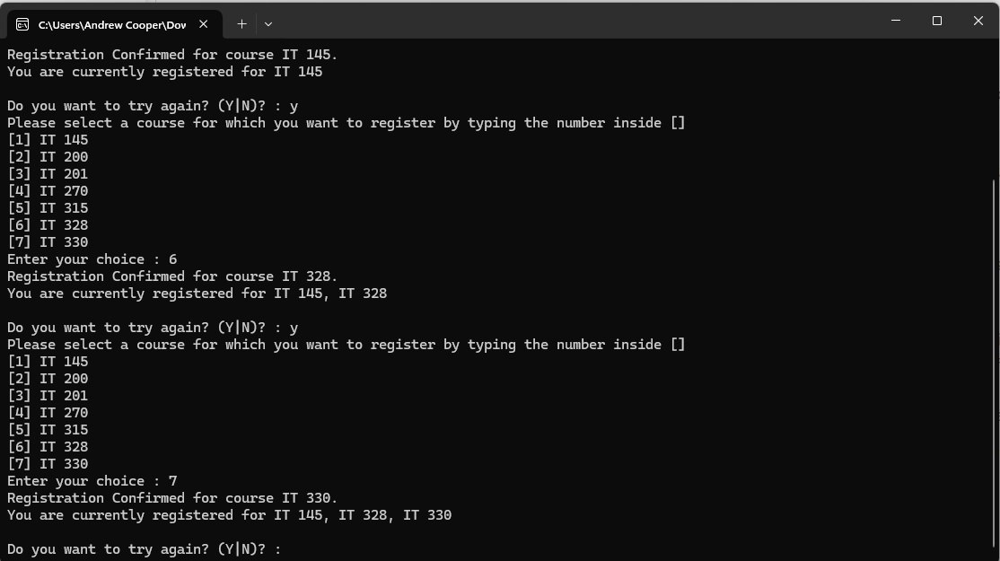 C:\Users\Andrew Cooper\Dov
Registration Confirmed for course IT 145.
You are currently registered for IT 145
Do you want to try again? (Y|N)? : y
Please select a course for which you want to register by typing the number inside []
[1] IT 145
[2] IT 200
[3] IT 201
[4] IT 270
[5] IT 315
[6] IT 328
[7] IT 330
Enter your choice : 6
Registration Confirmed for course IT 328.
You are currently registered for IT 145, IT 328
Do you want to try again? (Y|N)? : y
Please select a course for which you want to register by typing the number inside []
[1] IT 145
[2] IT 200
[3] IT 201
[4] IT 270
[5] IT 315
[6] IT 328
[7] IT 330
Enter your choice : 7
Registration Confirmed for course IT 330.
You are currently registered for IT 145, IT 328, IT 330
Do you want to try again? (Y|N)? :